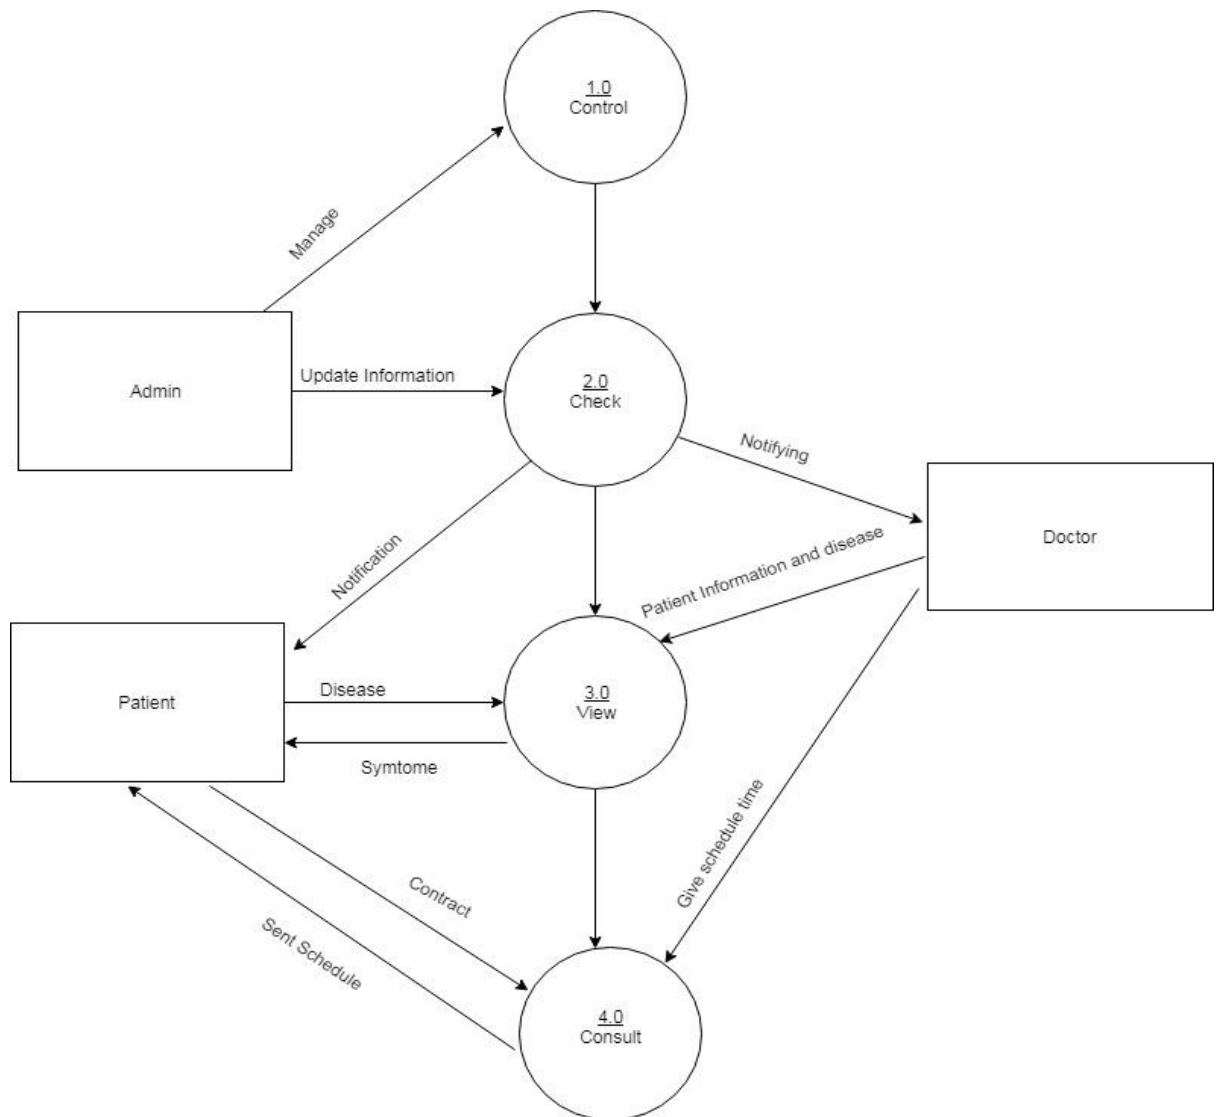 1.0
Control
Manage
Admin
Update Information
2.0
Check
Notifying
Doctor
Notification
Patient Information and disease
Patient
Disease
3.0
View
Symtome
Give schedule time
Contract
Sent Schedule
4.0
Consult